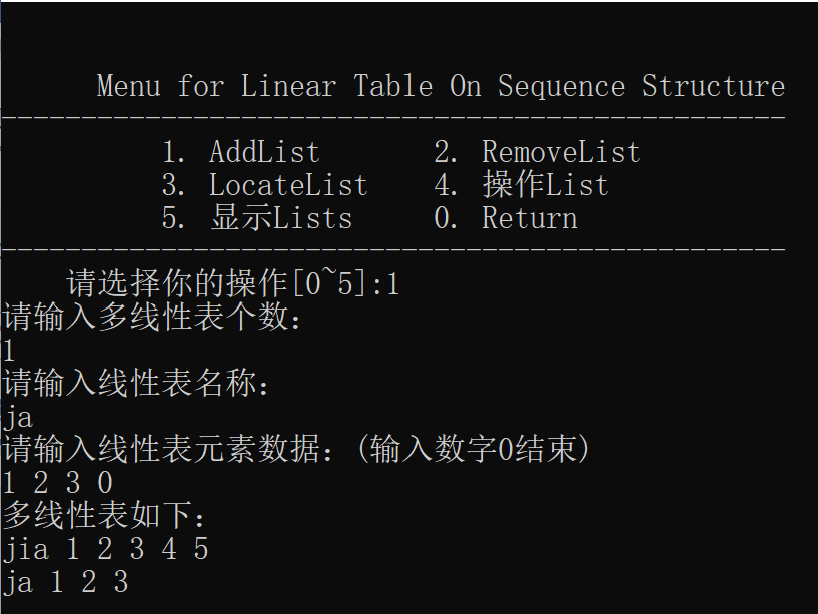 Menu for Linear Table On Sequence Structure
-------------------------------------------------
1. AddList 2. RemoveList
3. LocateList 4. 操作List
5. 显示Lists 0. Return
-------------------------------------------------
请选择你的操作[0~5]:1
请输入多线性表个数:
1
请输入线性表名称:
ja
请输入线性表元素数据: (输入数字0结束)
1 2 3 0
多线性表如下:
jia 1 2 3 4 5
ja 1 2 3